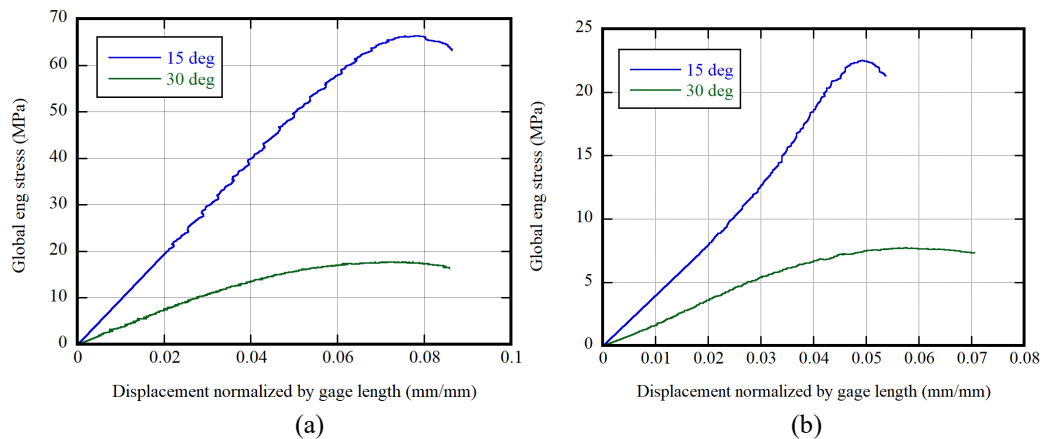 70
60
50
40
30
20
10
0
Global eng stress (MPa)
15 deg
30 deg
0
0.02
0.04
0.06
0.08
0.1
Displacement normalized by gage length (mm/mm)
(a)
25
20
15
10
5
0
Global eng stress (MPa)
15 deg
30 deg
0
0.01
0.02
0.03
0.04
0.05
0.06
0.07
0.08
Displacement normalized by gage length (mm/mm)
(b)